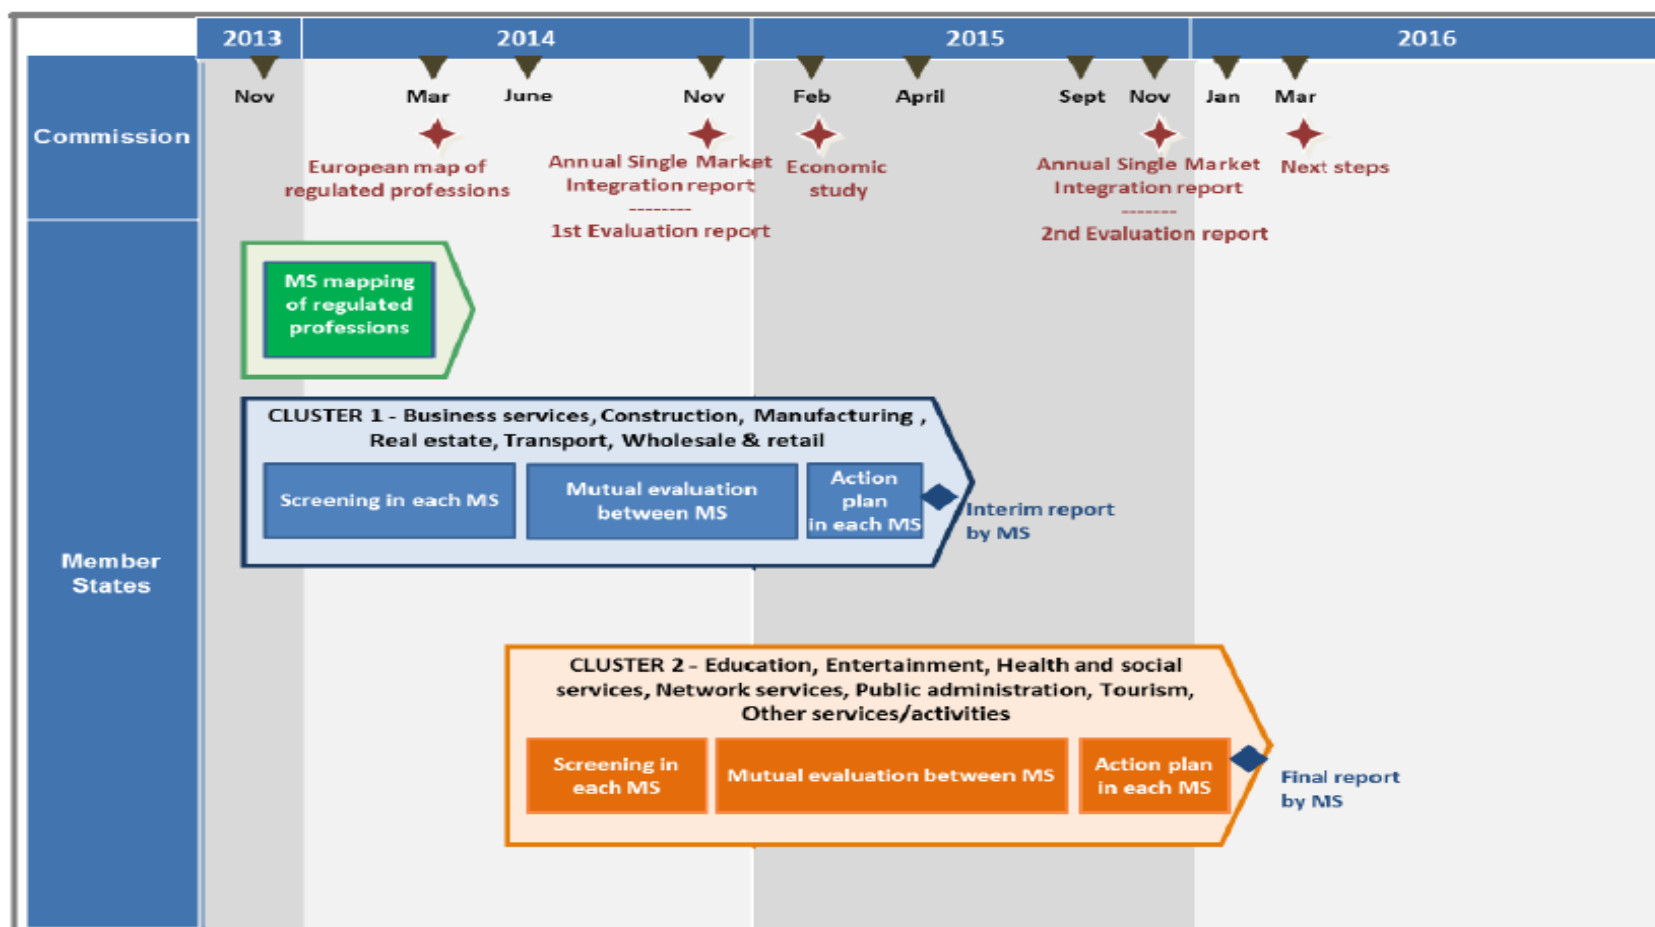 2013 2014 2015 2016
Nov Mar June Nov Feb April Sept Nov Jan Mar
Commission
European map of
regulated professions
Annual Single Market
Integration report
--------
1st Evaluation report
Economic
study
Annual Single Market
Integration report
-------
2nd Evaluation report
Next steps
Member
States
MS mapping
of regulated
professions
CLUSTER 1 - Business services, Construction, Manufacturing ,
Real estate, Transport, Wholesale & retail
Screening in each MS
Mutual evaluation
between MS
Action
plan
in each MS
Interim report
by MS
CLUSTER 2 - Education, Entertainment, Health and social
services, Network services, Public administration, Tourism,
Other services/activities
Screening in
each MS
Mutual evaluation between MS
Action plan
in each MS
Final report
by MS